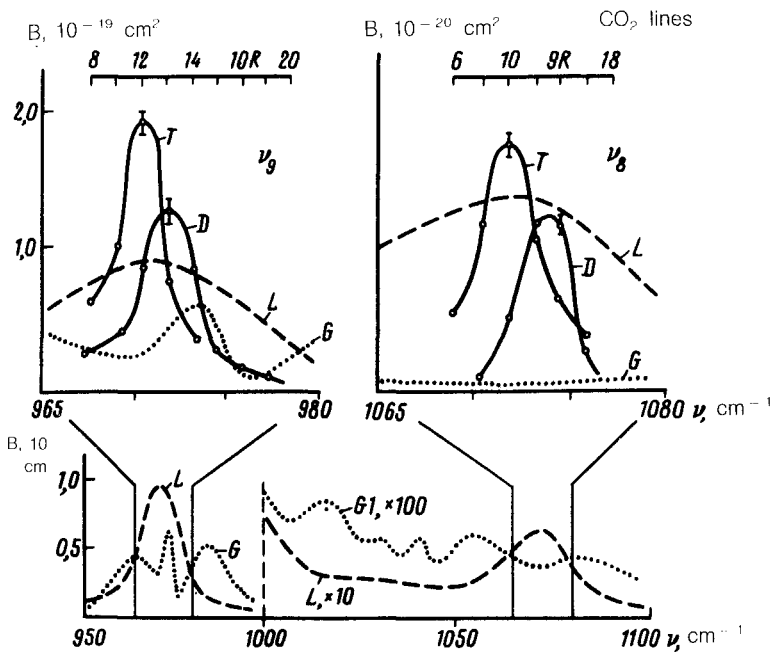 B, 10⁻¹⁹ cm²
B, 10⁻²⁰ cm²
CO₂ lines
8 10 12 14 10R 20
6 10 9R 18
2,0
1,0
T
D
L
G
ν₉
T
D
L
G
ν₈
965 980
1065 1080 ν, cm⁻¹
B, 10
cm
1,0
0,5
L
G
G1, ×100
L, ×10
950 1000 1050 1100 ν, cm⁻¹